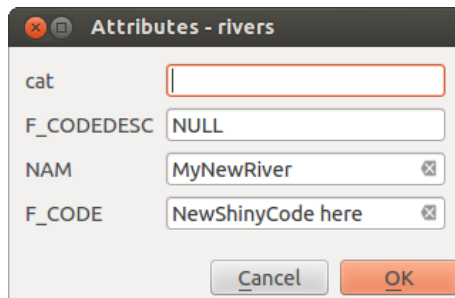 Attributes - rivers
cat
F_CODEDESC NULL
NAM MyNewRiver
F_CODE NewShinyCode here
Cancel OK